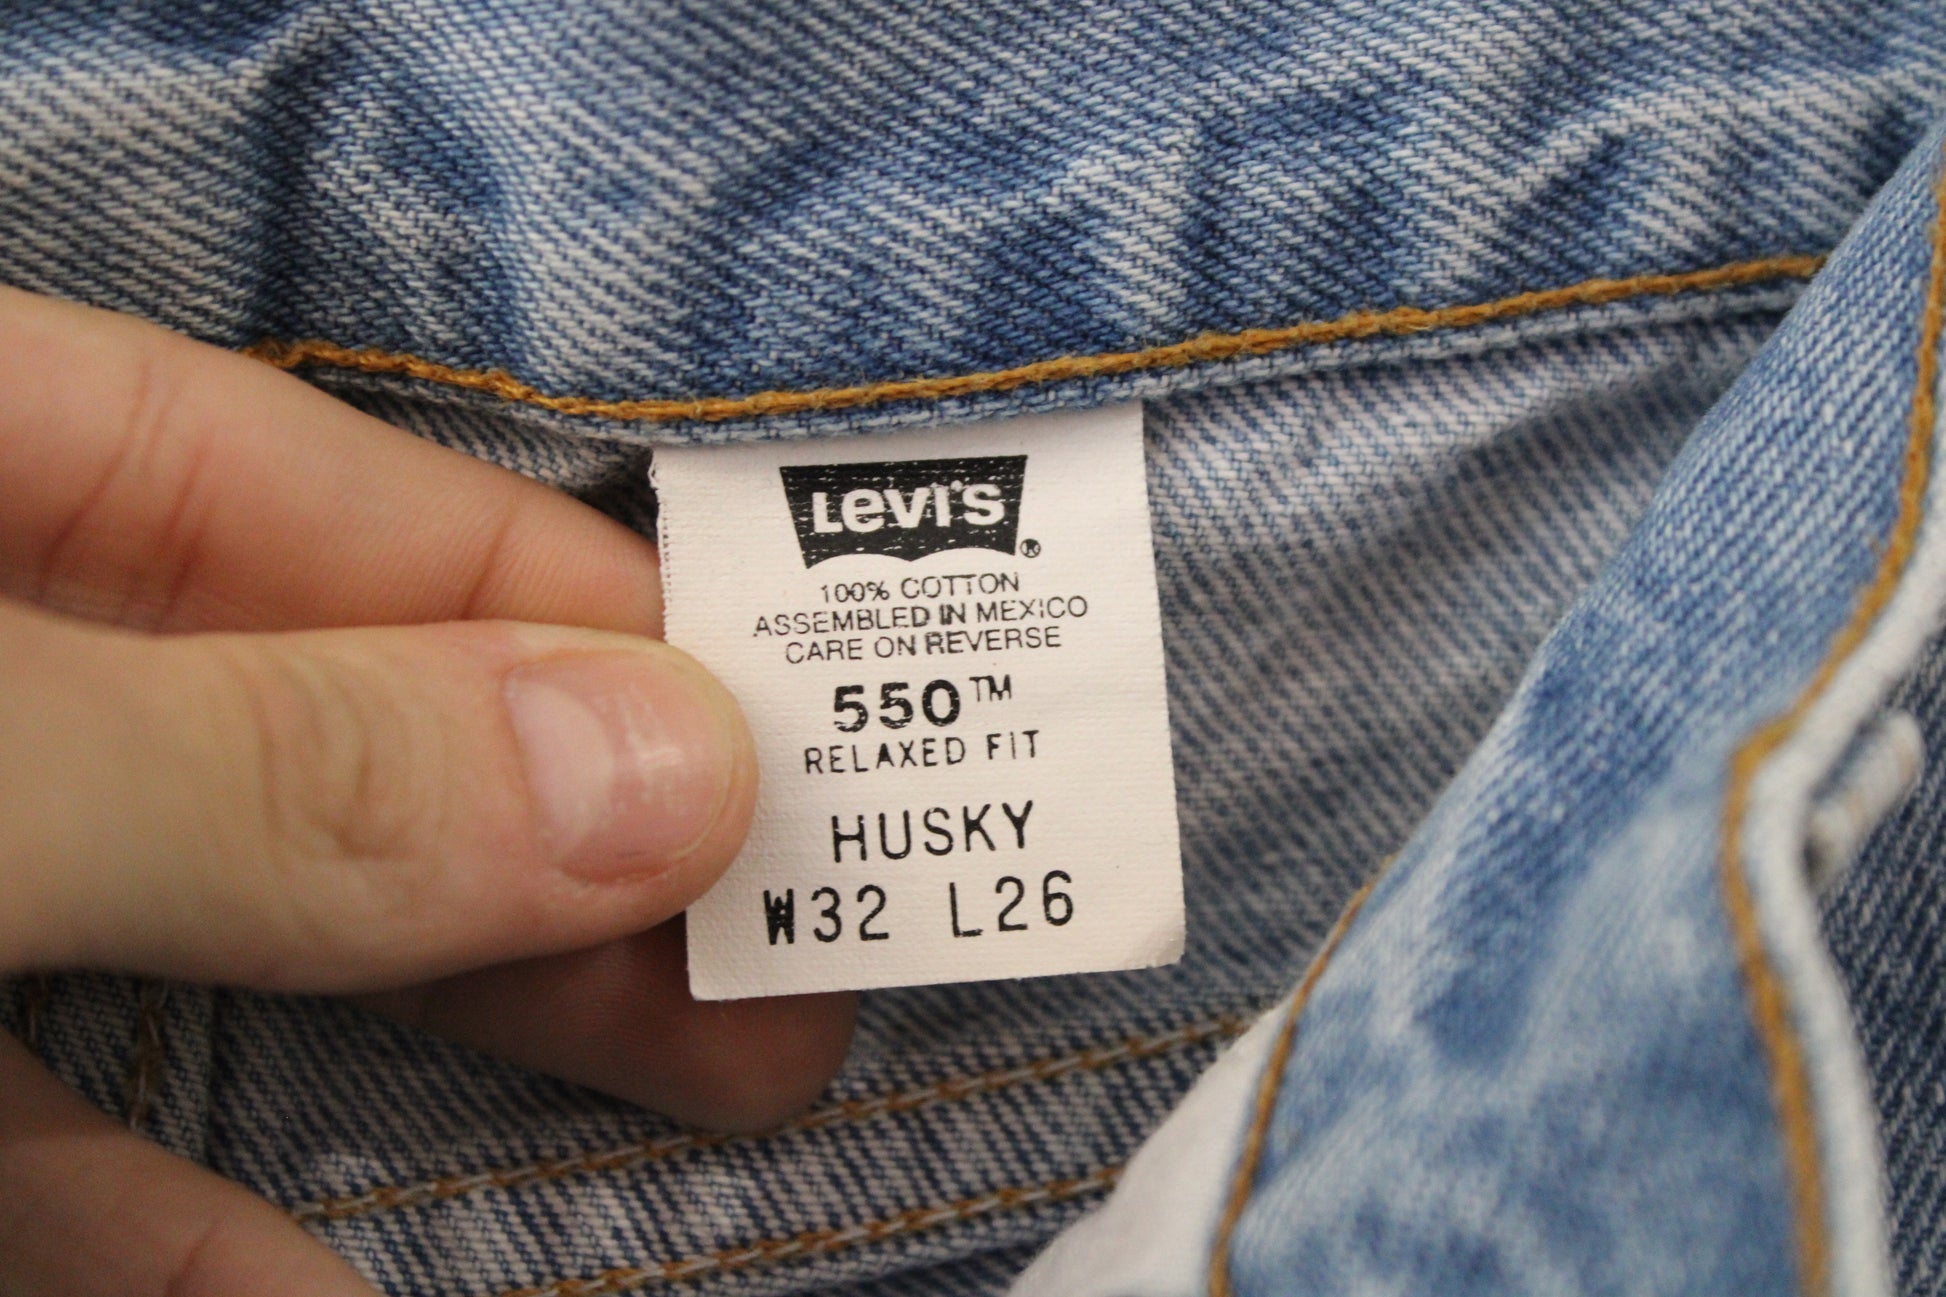 LEVI'S ®
100% COTTON
ASSEMBLED IN MEXICO
CARE ON REVERSE
550™
RELAXED FIT
HUSKY
W32 L26